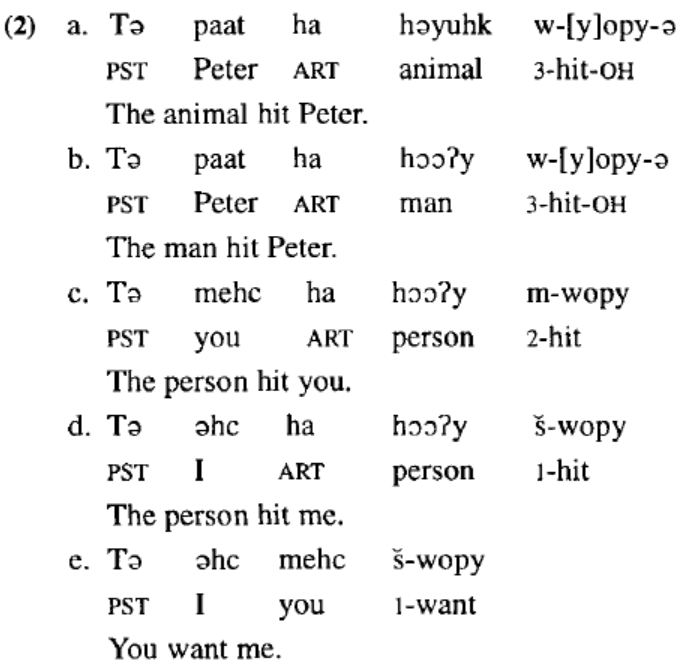 (2) a. Tə paat ha həyuhk w-[y]opy-ə
PST Peter ART animal 3-hit-OH
The animal hit Peter.
b. Tə paat ha hɔɔʔy w-[y]opy-ə
PST Peter ART man 3-hit-OH
The man hit Peter.
c. Tə mehc ha hɔɔʔy m-wopy
PST you ART person 2-hit
The person hit you.
d. Tə əhc ha hɔɔʔy š-wopy
PST I ART person 1-hit
The person hit me.
e. Tə əhc mehc š-wopy
PST I you 1-want
You want me.